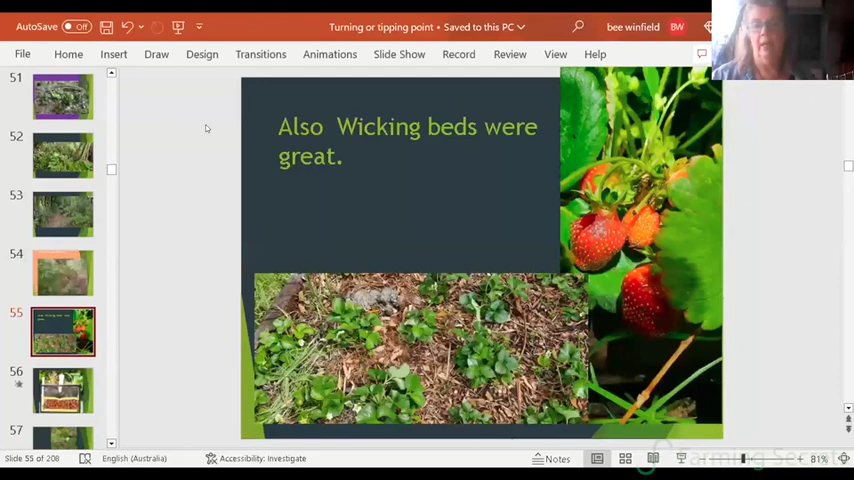 AutoSave Off
Turning or tipping point • Saved to this PC
bee winfield BW
File Home Insert Draw Design Transitions Animations Slide Show Record Review View Help
51
52
53
54
55
56
57
Also Wicking beds were
great.
Slide 55 of 208 English (Australia) Accessibility: Investigate Notes 81%
Farming Secrets